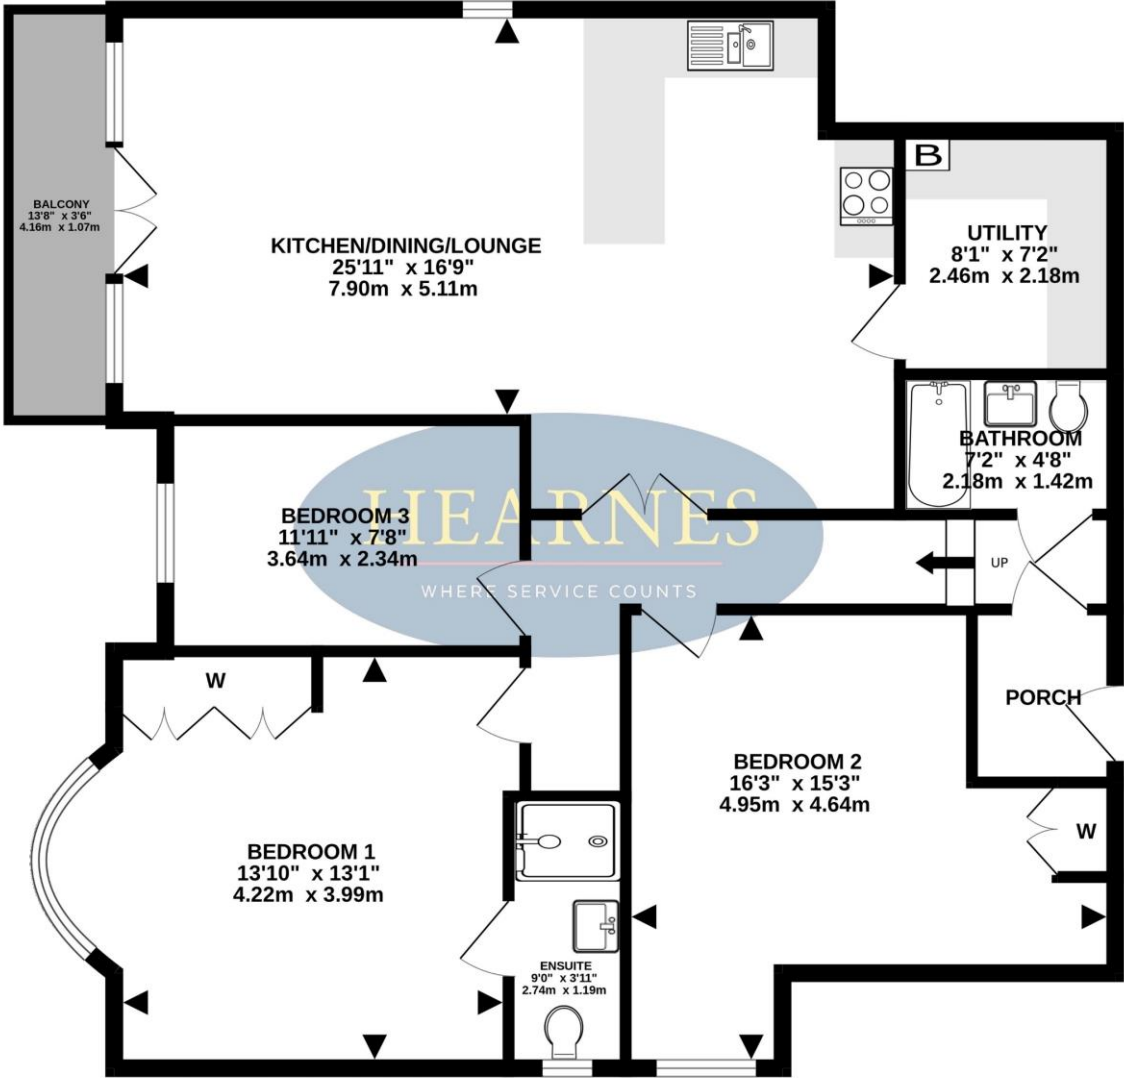 BALCONY
13'8" x 3'6"
4.16m x 1.07m
KITCHEN/DINING/LOUNGE
25'11" x 16'9"
7.90m x 5.11m
B
UTILITY
8'1" x 7'2"
2.46m x 2.18m
BATHROOM
7'2" x 4'8"
2.18m x 1.42m
HEARNES
WHERE SERVICE COUNTS
BEDROOM 3
11'11" x 7'8"
3.64m x 2.34m
UP
W
PORCH
BEDROOM 2
16'3" x 15'3"
4.95m x 4.64m
W
BEDROOM 1
13'10" x 13'1"
4.22m x 3.99m
ENSUITE
9'0" x 3'11"
2.74m x 1.19m